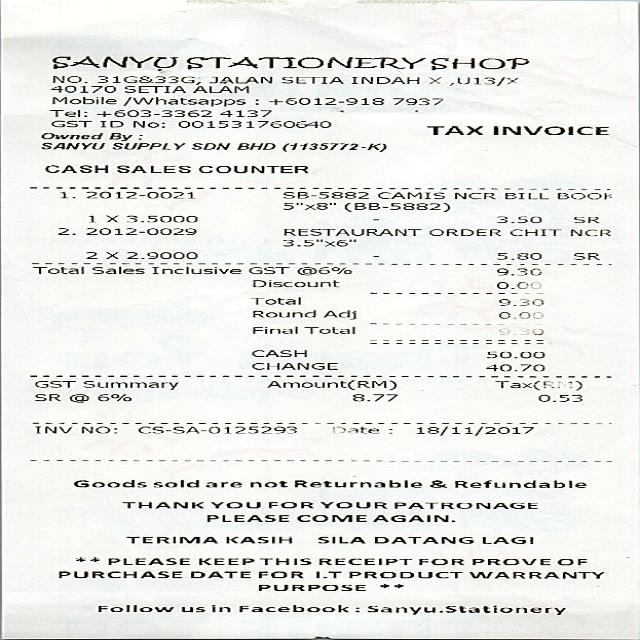 SANYU STATIONERY SHOP
NO. 31G&33G, JALAN SETIA INDAH X ,U13/X
40170 SETIA ALAM
Mobile /Whatsapps : +6012-918 7937
Tel: +603-3362 4137
GST ID No: 001531760640
TAX INVOICE
Owned By :
SANYU SUPPLY SDN BHD (1135772-K)
CASH SALES COUNTER
1. 2012-0021 SB-5882 CAMIS NCR BILL BOOK
5"x8" (BB-5882)
1 X 3.5000 - 3.50 SR
2. 2012-0029 RESTAURANT ORDER CHIT NCR
3.5"x6"
2 X 2.9000 - 5.80 SR
Total Sales Inclusive GST @6% 9.30
Discount 0.00
Total 9.30
Round Adj 0.00
Final Total 9.30
CASH 50.00
CHANGE 40.70
GST Summary Amount(RM) Tax(RM)
SR @ 6% 8.77 0.53
INV NO: CS-SA-0125293 Date : 18/11/2017
Goods sold are not Returnable & Refundable
THANK YOU FOR YOUR PATRONAGE
PLEASE COME AGAIN.
TERIMA KASIH SILA DATANG LAGI
** PLEASE KEEP THIS RECEIPT FOR PROVE OF
PURCHASE DATE FOR I.T PRODUCT WARRANTY
PURPOSE **
Follow us in Facebook : Sanyu.Stationery